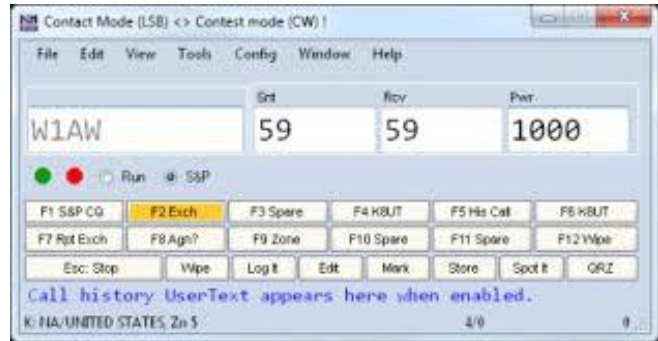 Contact Mode (LSB) <> Contest mode (CW) !
File Edit View Tools Config Window Help
Snt Rcv Pwr
W1AW 59 59 1000
Run S&P
F1 S&P CQ F2 Exch F3 Spare F4 K8UT F5 His Call F6 K8UT
F7 Rpt Exch F8 Agn? F9 Zone F10 Spare F11 Spare F12 Wipe
Esc: Stop Wipe Log It Edit Mark Store Spot It QRZ
Call history UserText appears here when enabled.
K: NA/UNITED STATES, Zn 5 4/0 0